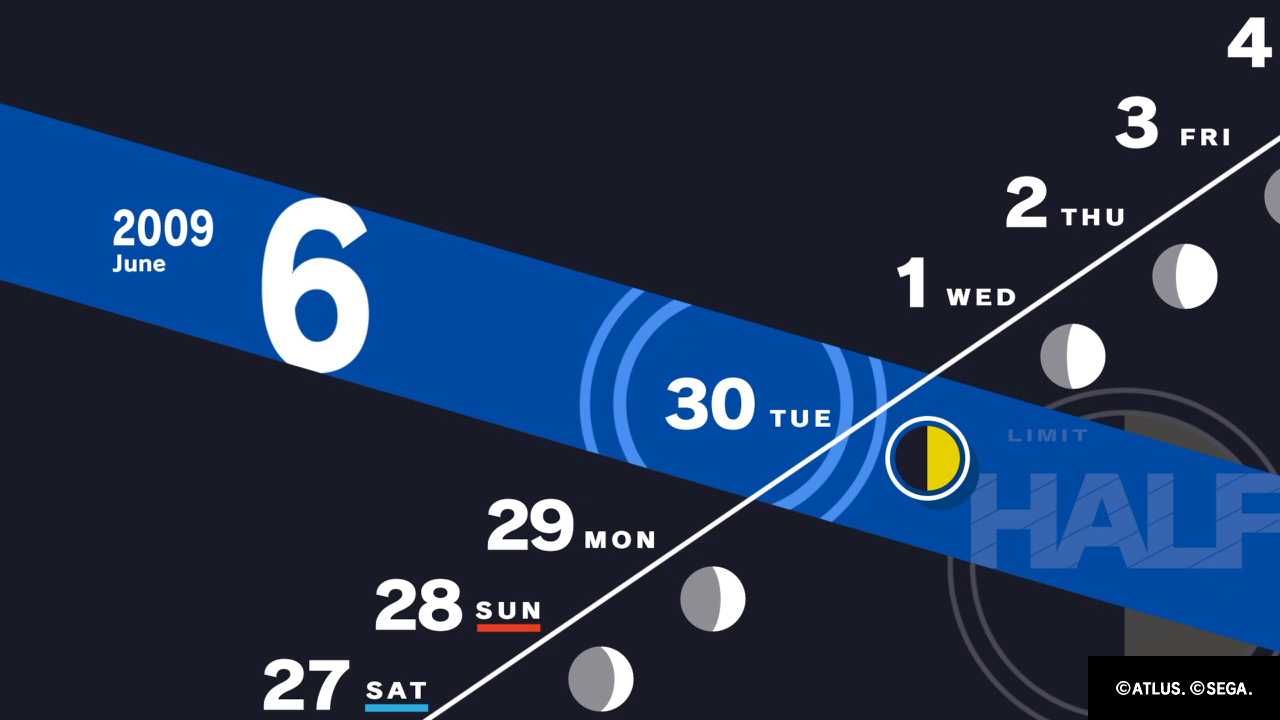 4
3 FRI
2 THU
1 WED
2009
June
6
30 TUE
LIMIT
HALF
29 MON
28 SUN
27 SAT
©ATLUS. ©SEGA.